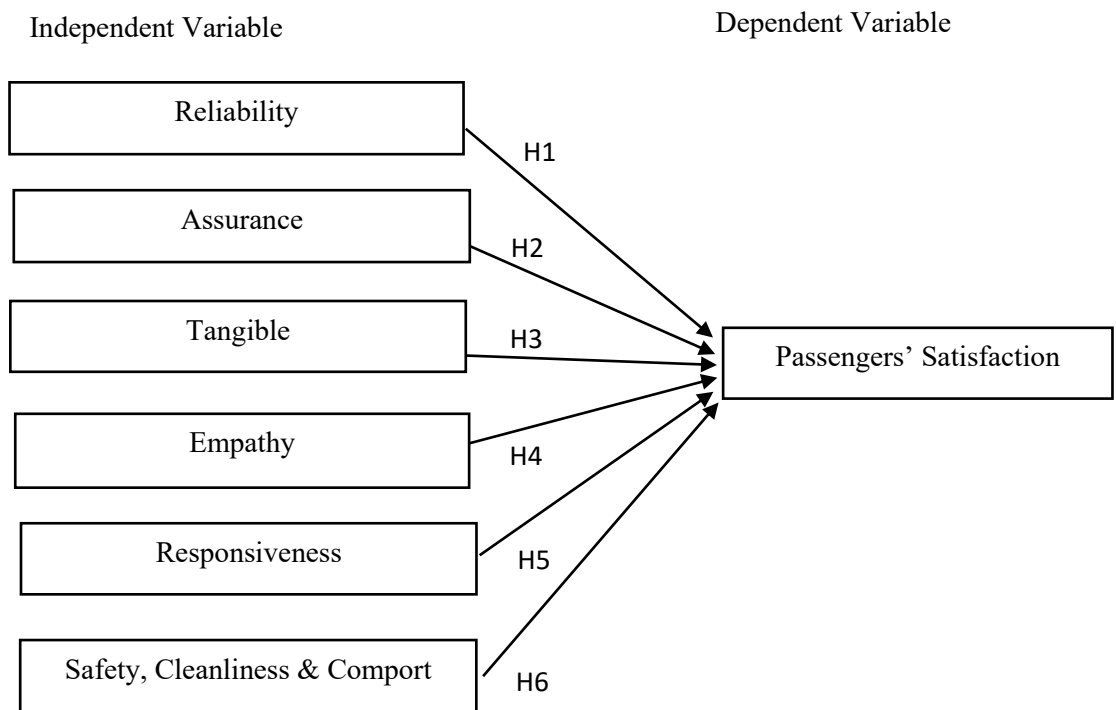 Independent Variable
Dependent Variable
Reliability
H1
Assurance
H2
Tangible
H3
Passengers’ Satisfaction
Empathy
H4
Responsiveness
H5
Safety, Cleanliness & Comport
H6